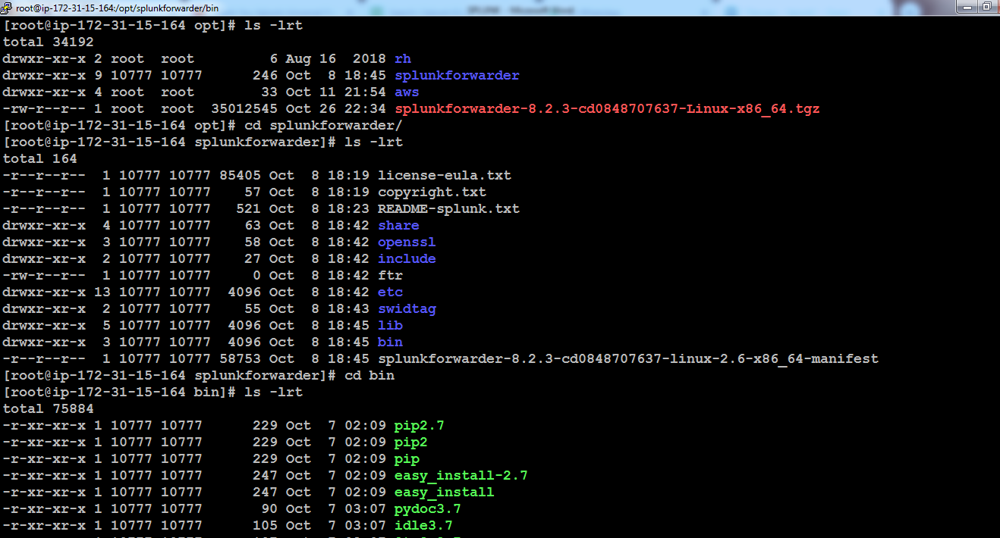 root@ip-172-31-15-164:/opt/splunkforwarder/bin
[root@ip-172-31-15-164 opt]# ls -lrt
total 34192
drwxr-xr-x 2 root  root         6 Aug 16  2018 rh
drwxr-xr-x 9 10777 10777      246 Oct  8 18:45 splunkforwarder
drwxr-xr-x 4 root  root        33 Oct 11 21:54 aws
-rw-r--r-- 1 root  root  35012545 Oct 26 22:34 splunkforwarder-8.2.3-cd0848707637-Linux-x86_64.tgz
[root@ip-172-31-15-164 opt]# cd splunkforwarder/
[root@ip-172-31-15-164 splunkforwarder]# ls -lrt
total 164
-r--r--r--  1 10777 10777 85405 Oct  8 18:19 license-eula.txt
-r--r--r--  1 10777 10777    57 Oct  8 18:19 copyright.txt
-r--r--r--  1 10777 10777   521 Oct  8 18:23 README-splunk.txt
drwxr-xr-x  4 10777 10777    63 Oct  8 18:42 share
drwxr-xr-x  3 10777 10777    58 Oct  8 18:42 openssl
drwxr-xr-x  2 10777 10777    27 Oct  8 18:42 include
-rw-r--r--  1 10777 10777     0 Oct  8 18:42 ftr
drwxr-xr-x 13 10777 10777  4096 Oct  8 18:42 etc
drwxr-xr-x  2 10777 10777    55 Oct  8 18:43 swidtag
drwxr-xr-x  5 10777 10777  4096 Oct  8 18:45 lib
drwxr-xr-x  3 10777 10777  4096 Oct  8 18:45 bin
-r--r--r--  1 10777 10777 58753 Oct  8 18:45 splunkforwarder-8.2.3-cd0848707637-linux-2.6-x86_64-manifest
[root@ip-172-31-15-164 splunkforwarder]# cd bin
[root@ip-172-31-15-164 bin]# ls -lrt
total 75884
-r-xr-xr-x 1 10777 10777      229 Oct  7 02:09 pip2.7
-r-xr-xr-x 1 10777 10777      229 Oct  7 02:09 pip2
-r-xr-xr-x 1 10777 10777      229 Oct  7 02:09 pip
-r-xr-xr-x 1 10777 10777      247 Oct  7 02:09 easy_install-2.7
-r-xr-xr-x 1 10777 10777      247 Oct  7 02:09 easy_install
-r-xr-xr-x 1 10777 10777       90 Oct  7 03:07 pydoc3.7
-r-xr-xr-x 1 10777 10777      105 Oct  7 03:07 idle3.7